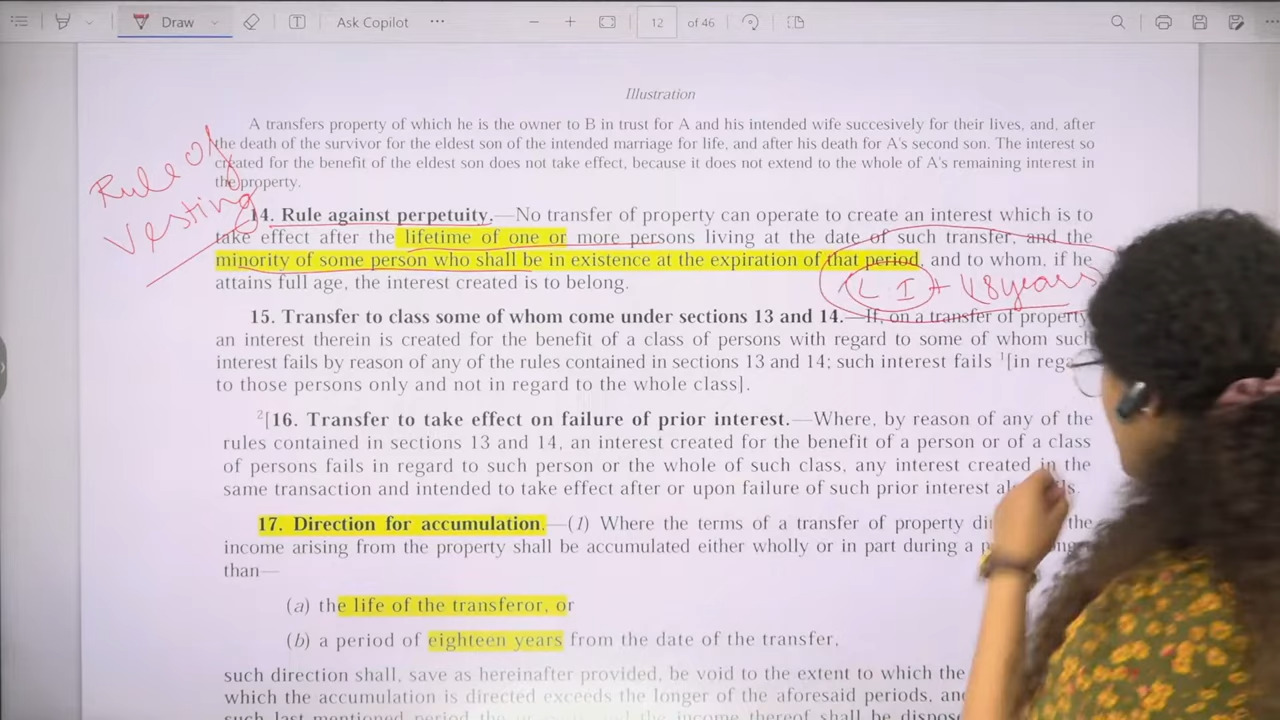 Draw
T
Ask Copilot
12
of 46
Illustration
A transfers property of which he is the owner to B in trust for A and his intended wife succesively for their lives, and, after
the death of the survivor for the eldest son of the intended marriage for life, and after his death for A's second son. The interest so
created for the benefit of the eldest son does not take effect, because it does not extend to the whole of A's remaining interest in
the property.
Rule of
Vesting
14. Rule against perpetuity.—No transfer of property can operate to create an interest which is to
take effect after the lifetime of one or more persons living at the date of such transfer, and the
minority of some person who shall be in existence at the expiration of that period, and to whom, if he
attains full age, the interest created is to belong.
(L I) + 18years
15. Transfer to class some of whom come under sections 13 and 14.—If, on a transfer of property
an interest therein is created for the benefit of a class of persons with regard to some of whom such
interest fails by reason of any of the rules contained in sections 13 and 14; such interest fails 1[in
to those persons only and not in regard to the whole class].
2[16. Transfer to take effect on failure of prior interest.—Where, by reason of any of the
rules contained in sections 13 and 14, an interest created for the benefit of a person or of a class
of persons fails in regard to such person or the whole of such class, any interest created in the
same transaction and intended to take effect after or upon failure of such prior interest
17. Direction for accumulation.—(1) Where the terms of a transfer of property the
income arising from the property shall be accumulated either wholly or in part during a
than—
(a) the life of the transferor, or
(b) a period of eighteen years from the date of the transfer,
such direction shall, save as hereinafter provided, be void to the extent to which the
which the accumulation is directed exceeds the longer of the aforesaid periods,
such last mentioned period the income thereof shall be